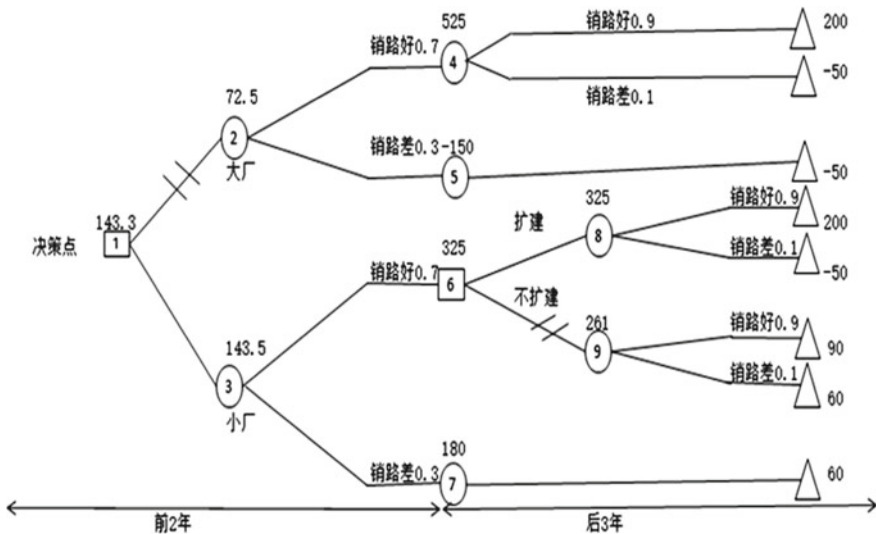 525
销路好0.9
200
销路好0.7
4
-50
72.5
销路差0.1
2
销路差0.3
-150
大厂
5
-50
325
销路好0.9
143.3
扩建
200
决策点
1
8
325
销路差0.1
销路好0.7
-50
6
不扩建
261
销路好0.9
143.5
9
90
3
销路差0.1
小厂
60
180
销路差0.3
7
60
前2年
后3年